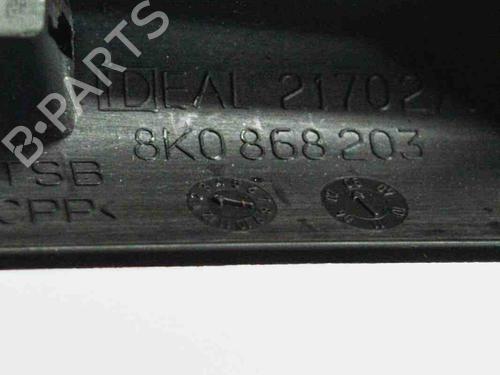 IDEAL 21702
8K0 868 203
TSB
CPP<
B-PARTS